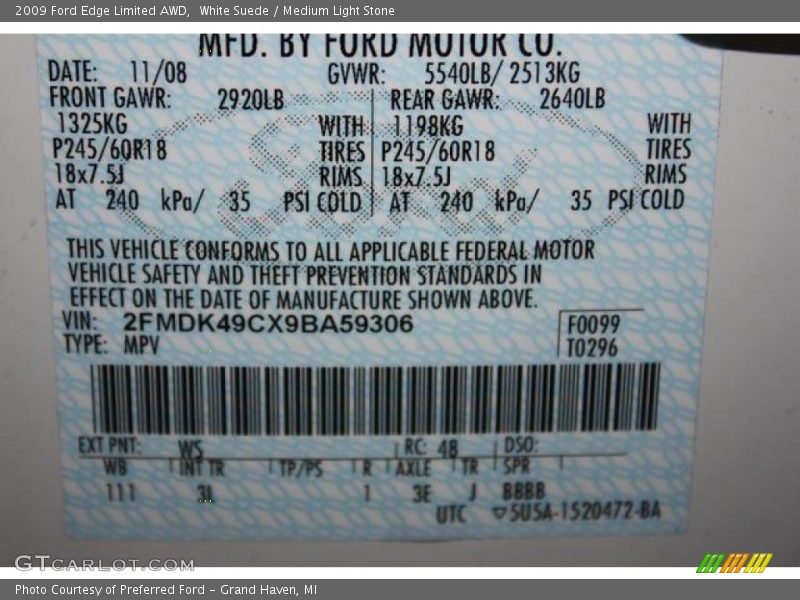 2009 Ford Edge Limited AWD, White Suede / Medium Light Stone
MFD. BY FORD MOTOR CO.
DATE: 11/08 GVWR: 5540LB/ 2513KG
FRONT GAWR: 2920LB REAR GAWR: 2640LB
1325KG WITH 1198KG WITH
P245/60R18 TIRES P245/60R18 TIRES
18x7.5J RIMS 18x7.5J RIMS
AT 240 kPa/ 35 PSI COLD AT 240 kPa/ 35 PSI COLD
THIS VEHICLE CONFORMS TO ALL APPLICABLE FEDERAL MOTOR
VEHICLE SAFETY AND THEFT PREVENTION STANDARDS IN
EFFECT ON THE DATE OF MANUFACTURE SHOWN ABOVE.
VIN: 2FMDK49CX9BA59306 F0099
TYPE: MPV T0296
EXT PNT: WS RC: 48 DSO:
WB INT TR TP/PS R AXLE TR SPR
111 3L 1 3E J BBBB
UTC ▽5U5A-1520472-BA
GTCARLOT.COM
Photo Courtesy of Preferred Ford - Grand Haven, MI